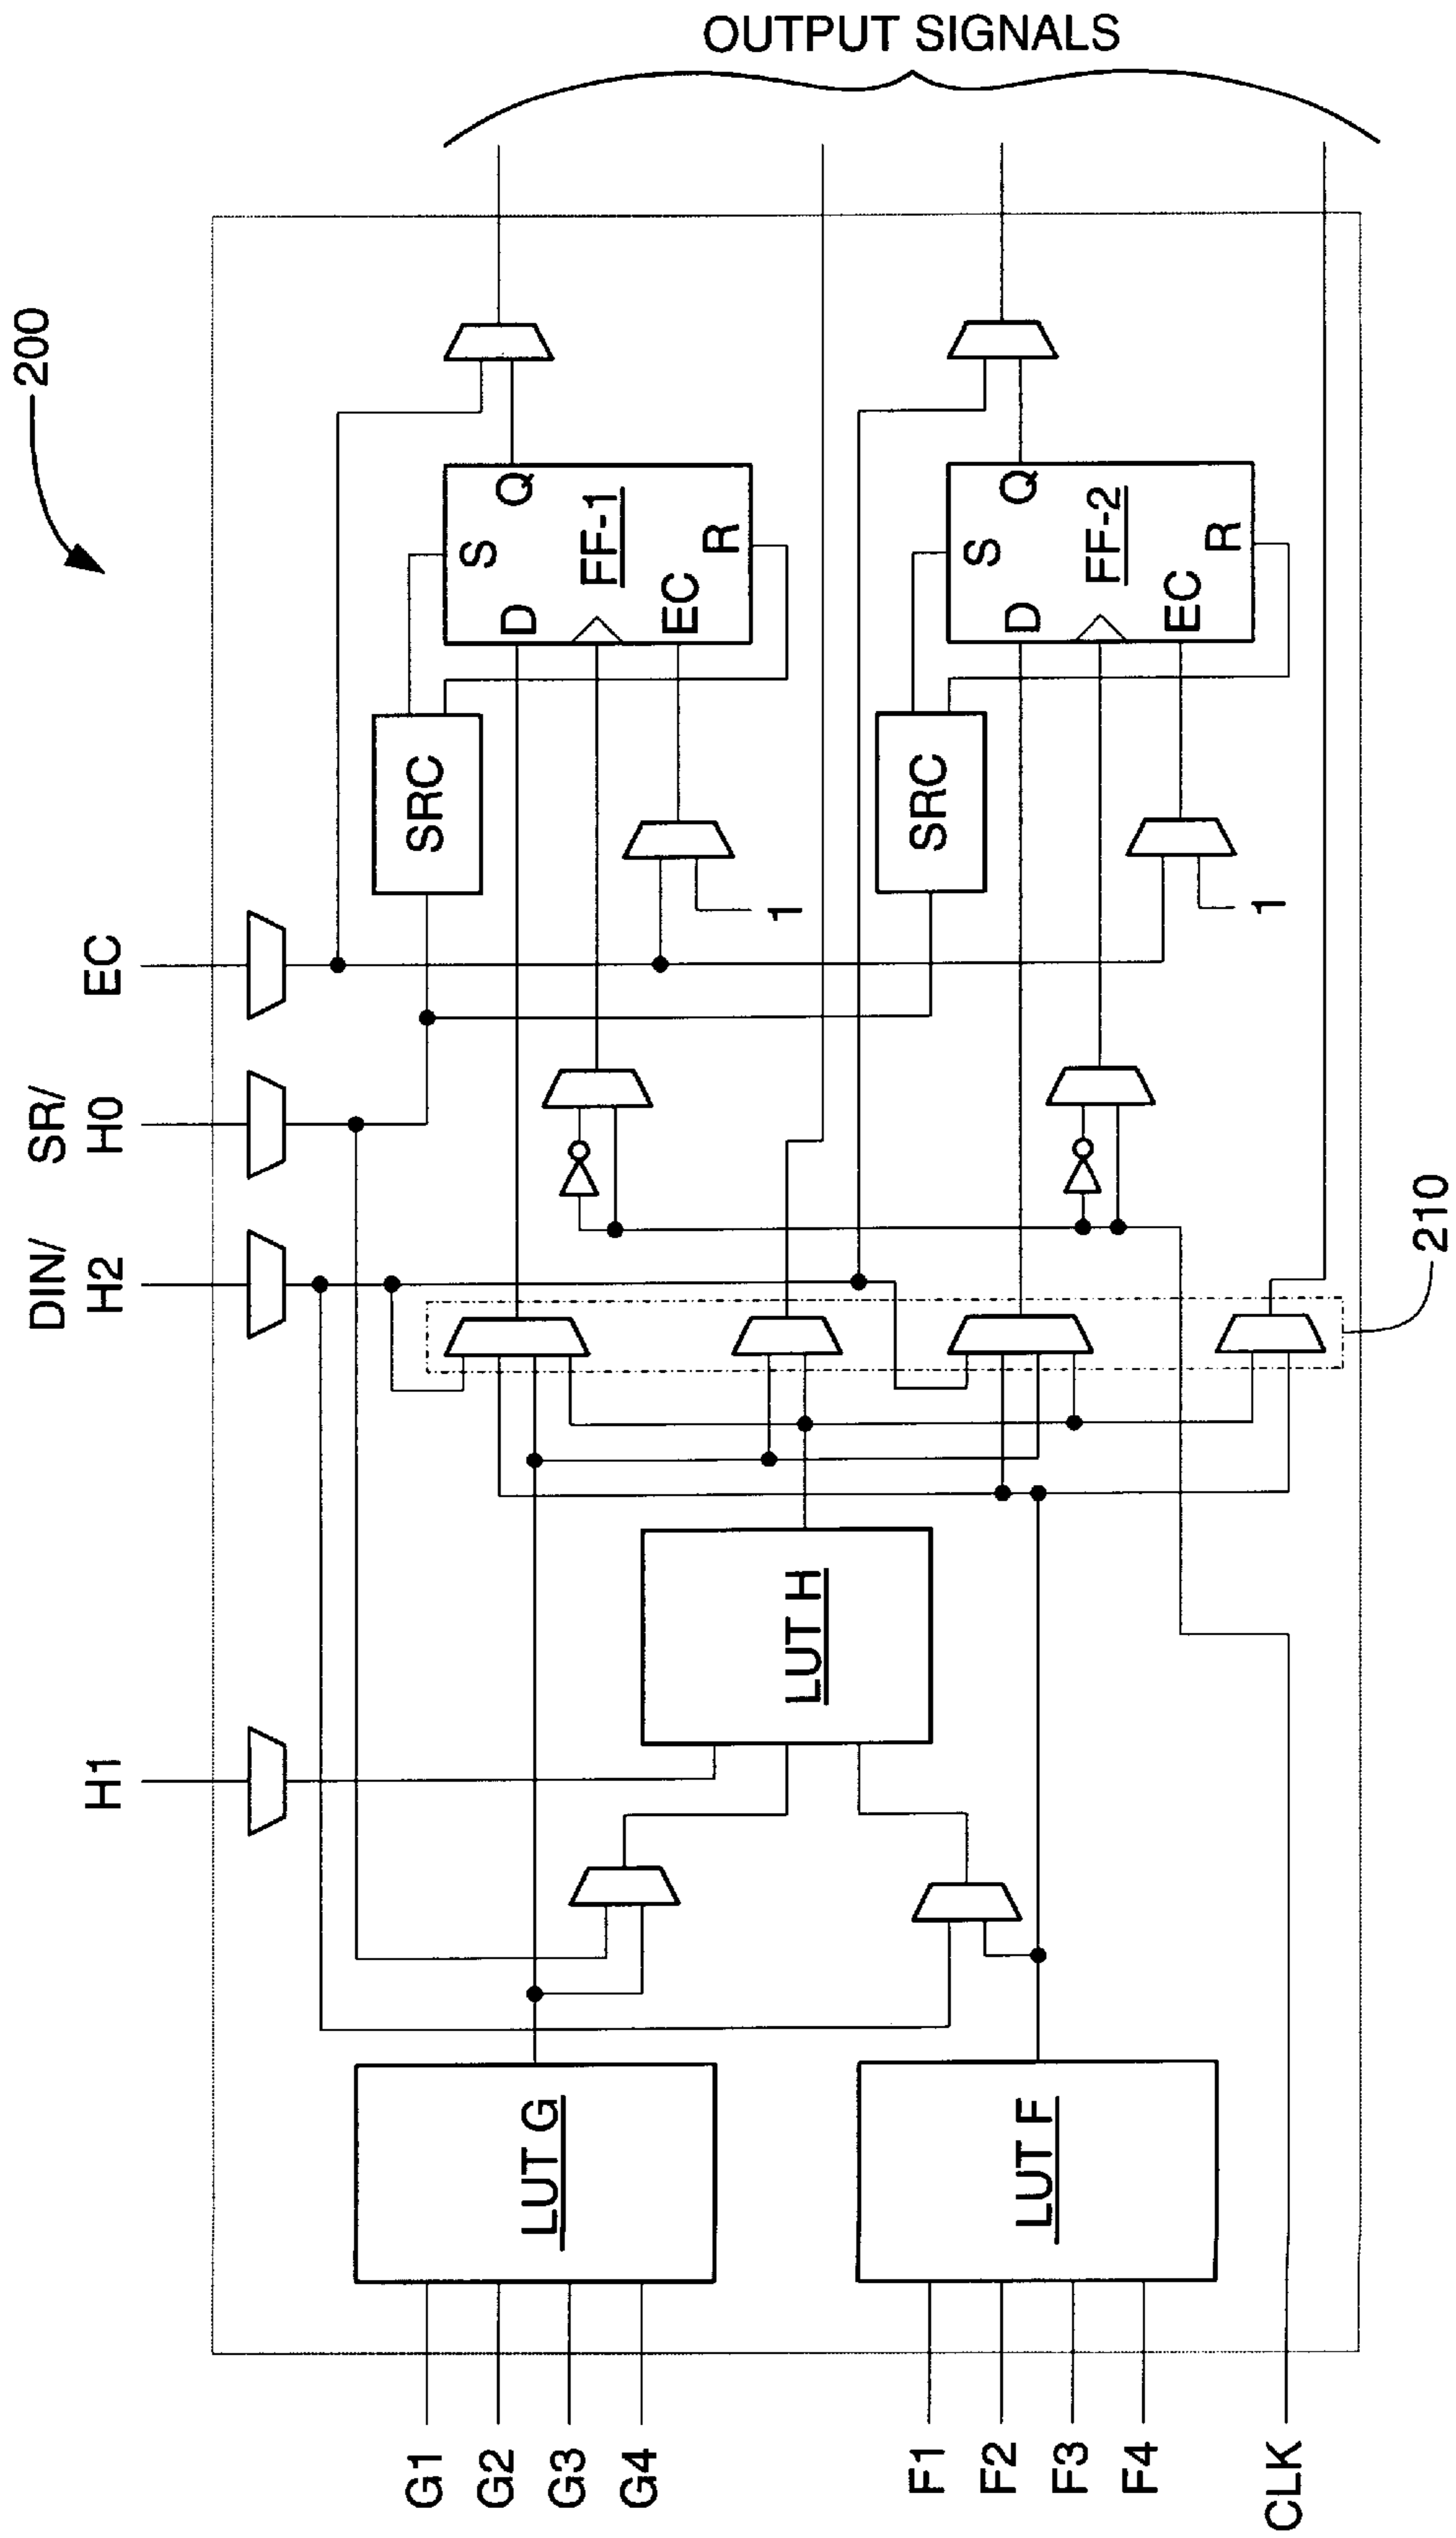 200
H1
DIN/
H2
SR/
H0
EC
G1
G2
G3
G4
LUT G
F1
F2
F3
F4
LUT F
CLK
LUT H
210
SRC
1
S
D
Q
FF-1
EC
R
SRC
1
S
D
Q
FF-2
EC
R
OUTPUT SIGNALS